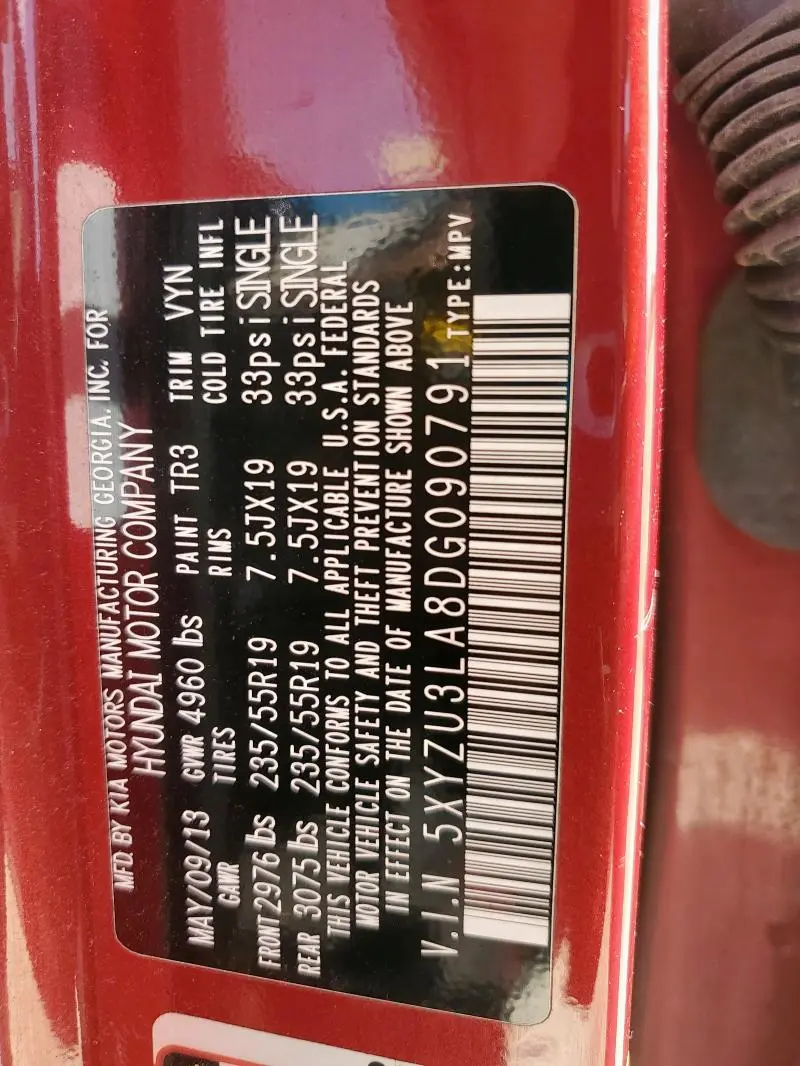 MFD BY KIA MOTORS MANUFACTURING GEORGIA. INC. FOR
HYUNDAI MOTOR COMPANY
MAY/09/13 GVWR 4960 lbs PAINT TR3 TRIM VYN
GAWR TIRES RIMS COLD TIRE INFL
FRONT 2976 lbs 235/55R19 7.5JX19 33psi SINGLE
REAR 3075 lbs 235/55R19 7.5JX19 33psi SINGLE
THIS VEHICLE CONFORMS TO ALL APPLICABLE U.S.A. FEDERAL
MOTOR VEHICLE SAFETY AND THEFT PREVENTION STANDARDS
IN EFFECT ON THE DATE OF MANUFACTURE SHOWN ABOVE
V.I.N 5XYZU3LA8DG090791 TYPE:MPV